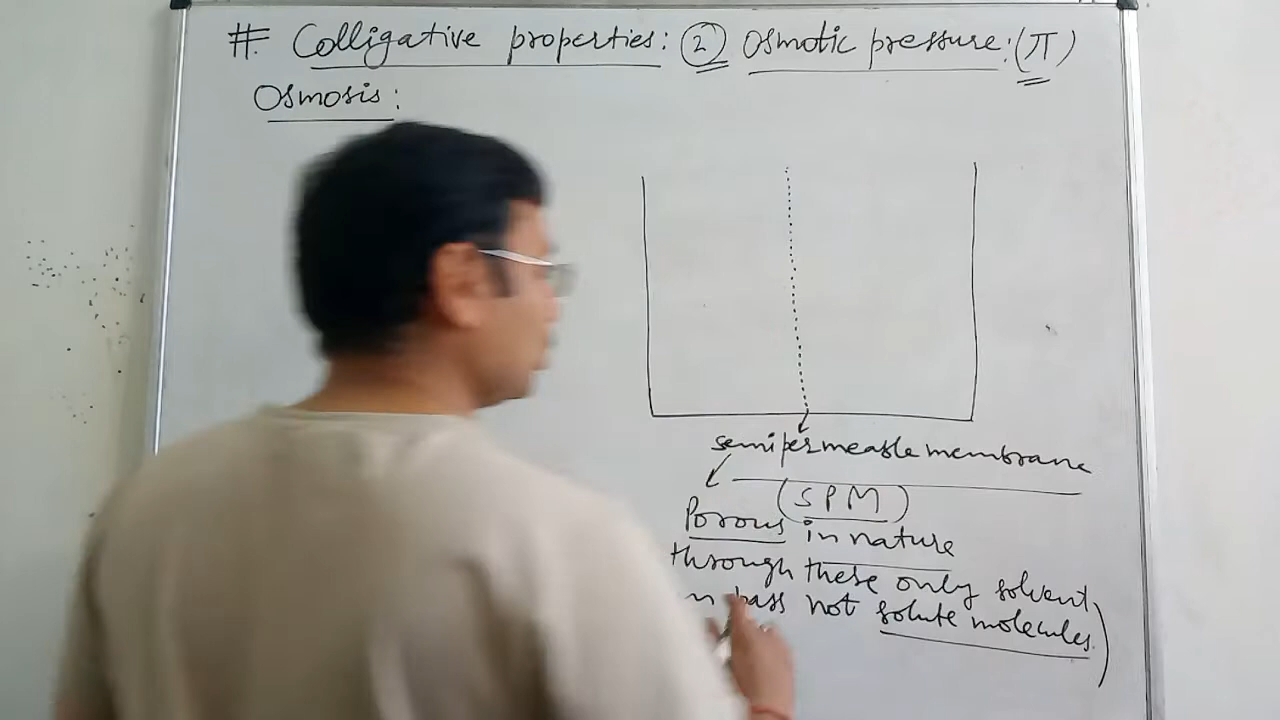 # Colligative properties: ② Osmotic pressure: (π)
Osmosis:
semipermeable membrane
(SPM)
Porous in nature
through these only solvent
pass not solute molecules)